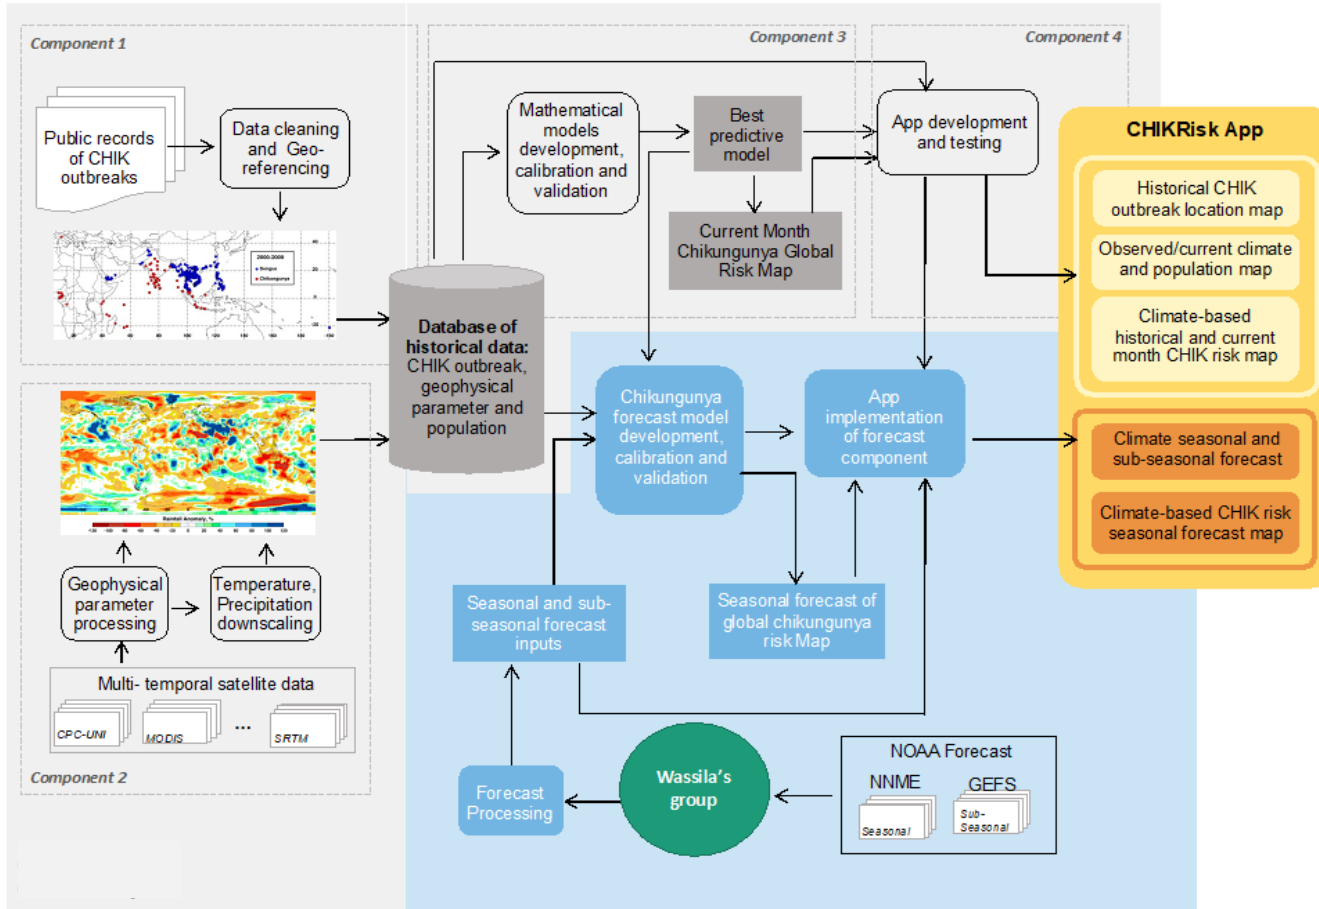 Component 1
Public records
of CHIK
outbreaks
Data cleaning
and Geo-
referencing
2000-2009
Dengue
Chikungunya
Component 3
Mathematical
models
development,
calibration and
validation
Best
predictive
model
Current Month
Chikungunya Global
Risk Map
Component 4
App development
and testing
CHIKRisk App
Historical CHIK
outbreak location map
Observed/current climate
and population map
Climate-based
historical and current
month CHIK risk map
Climate seasonal and
sub-seasonal forecast
Climate-based CHIK risk
seasonal forecast map
Database of
historical data:
CHIK outbreak,
geophysical
parameter and
population
Chikungunya
forecast model
development,
calibration and
validation
App
implementation
of forecast
component
Rainfall Anomaly, %
Geophysical
parameter
processing
Temperature,
Precipitation
downscaling
Multi- temporal satellite data
CPC-UNI
MODIS
...
SRTM
Component 2
Seasonal and sub-
seasonal forecast
inputs
Seasonal forecast of
global chikungunya
risk Map
Forecast
Processing
Wassila's
group
NOAA Forecast
NNME
GEFS
Seasonal
Sub-
Seasonal